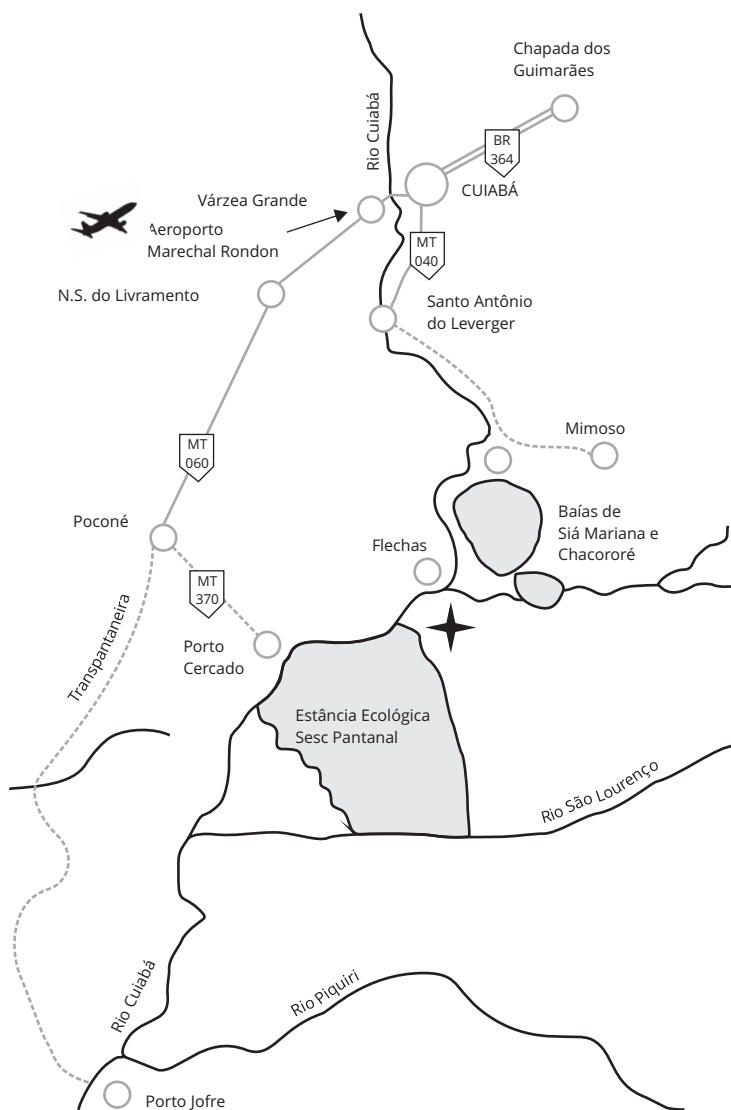 Chapada dos
Guimarães
Rio Cuiabá
BR
364
CUIABÁ
Várzea Grande
Aeroporto
Marechal Rondon
MT
040
N.S. do Livramento
Santo Antônio
do Leverger
Mimoso
MT
060
Baías de
Siá Mariana e
Chacororé
Poconé
Flechas
MT
370
Porto
Cercado
Transpantaneira
Estância Ecológica
Sesc Pantanal
Rio São Lourenço
Rio Cuiabá
Rio Piquiri
Porto Jofre